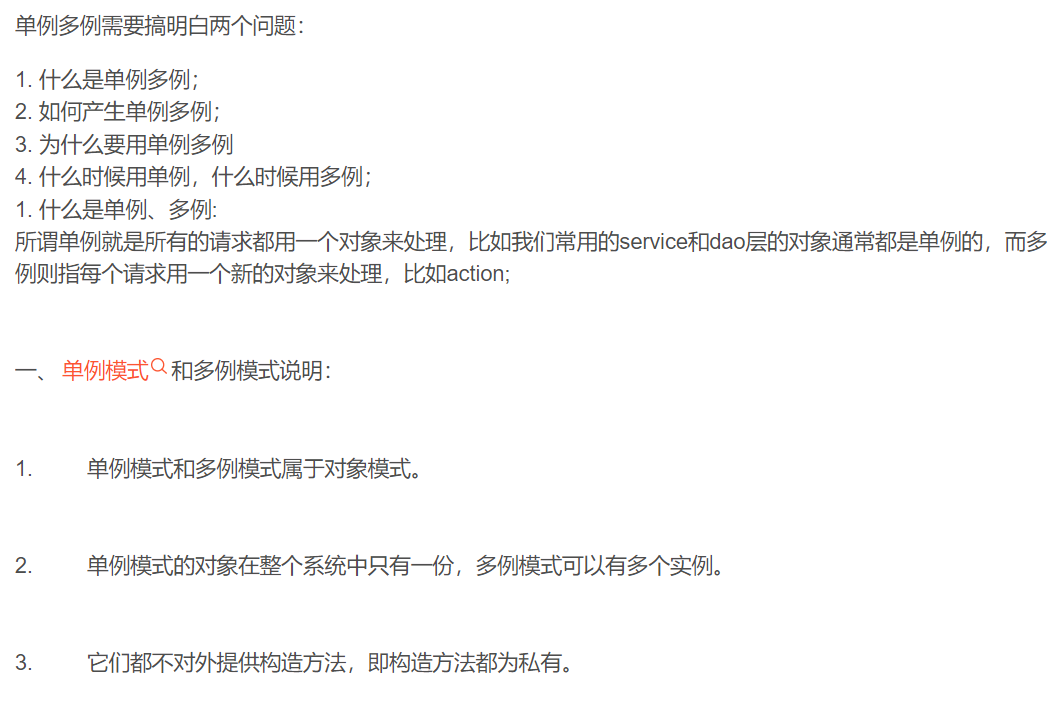 单例多例需要搞明白两个问题：
1. 什么是单例多例；
2. 如何产生单例多例；
3. 为什么要用单例多例
4. 什么时候用单例，什么时候用多例；
1. 什么是单例、多例:
所谓单例就是所有的请求都用一个对象来处理，比如我们常用的service和dao层的对象通常都是单例的，而多
例则指每个请求用一个新的对象来处理，比如action;
一、 单例模式 和多例模式说明：
1. 单例模式和多例模式属于对象模式。
2. 单例模式的对象在整个系统中只有一份，多例模式可以有多个实例。
3. 它们都不对外提供构造方法，即构造方法都为私有。